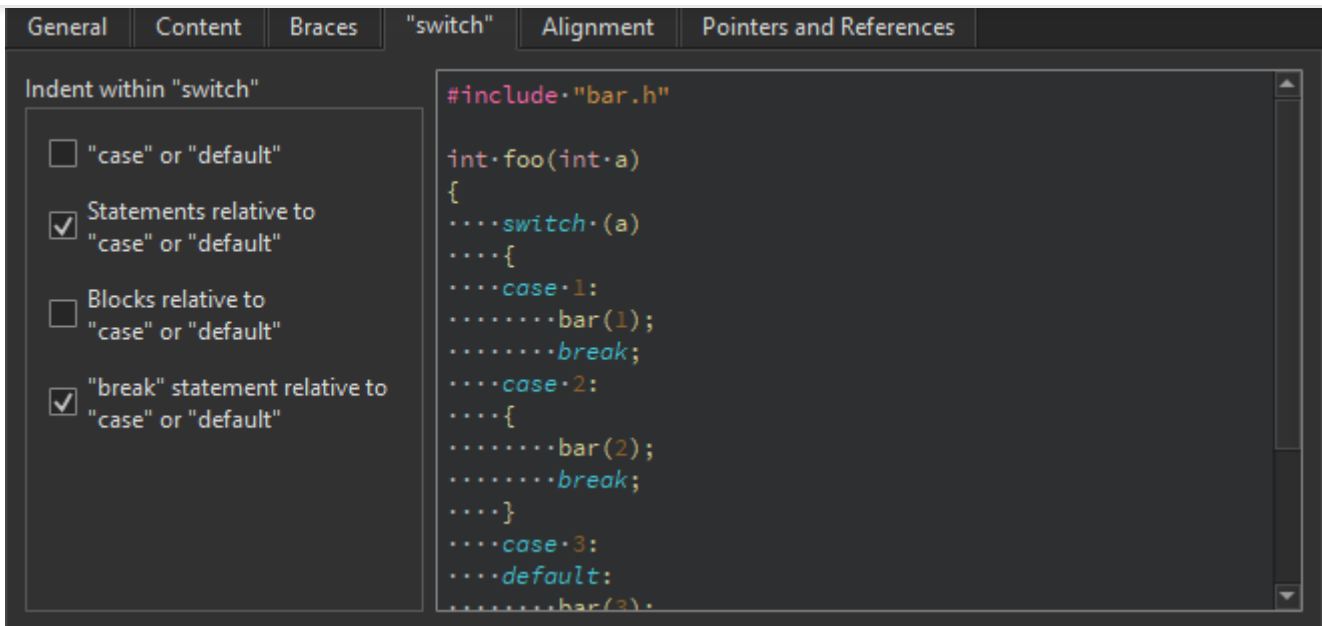 General Content Braces "switch" Alignment Pointers and References
Indent within "switch"
"case" or "default"
Statements relative to
"case" or "default"
Blocks relative to
"case" or "default"
"break" statement relative to
"case" or "default"
#include·"bar.h"
int·foo(int·a)
{
····switch·(a)
····{
····case·1:
········bar(1);
········break;
····case·2:
····{
········bar(2);
········break;
····}
····case·3:
····default:
········bar(3);